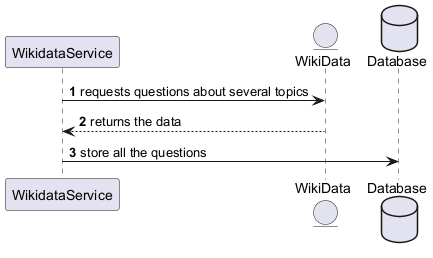 WikidataService
WikiData
Database
1 requests questions about several topics
2 returns the data
3 store all the questions
WikidataService
WikiData
Database